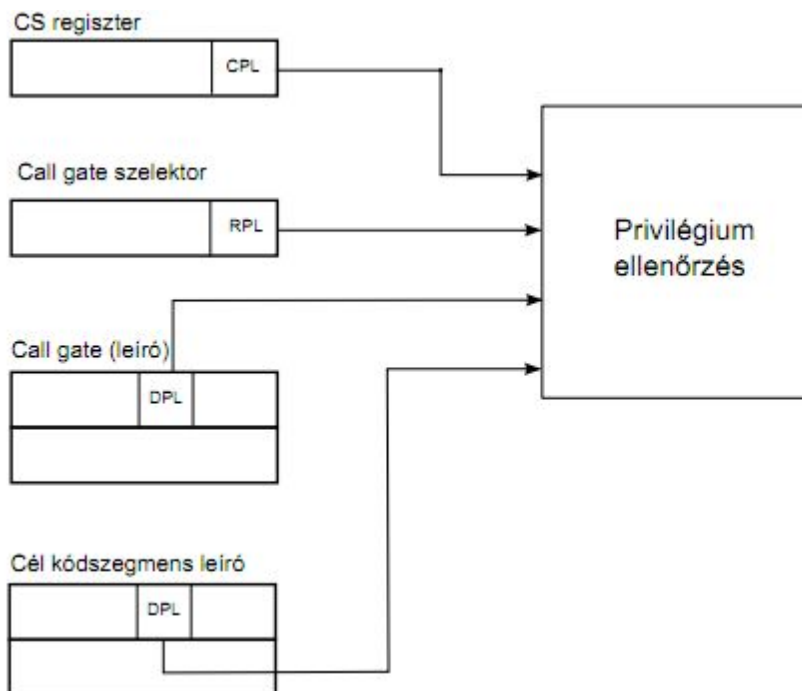 CS regiszter
CPL
Call gate szelektor
RPL
Privilégium
ellenőrzés
Call gate (leíró)
DPL
Cél kódszegmens leíró
DPL